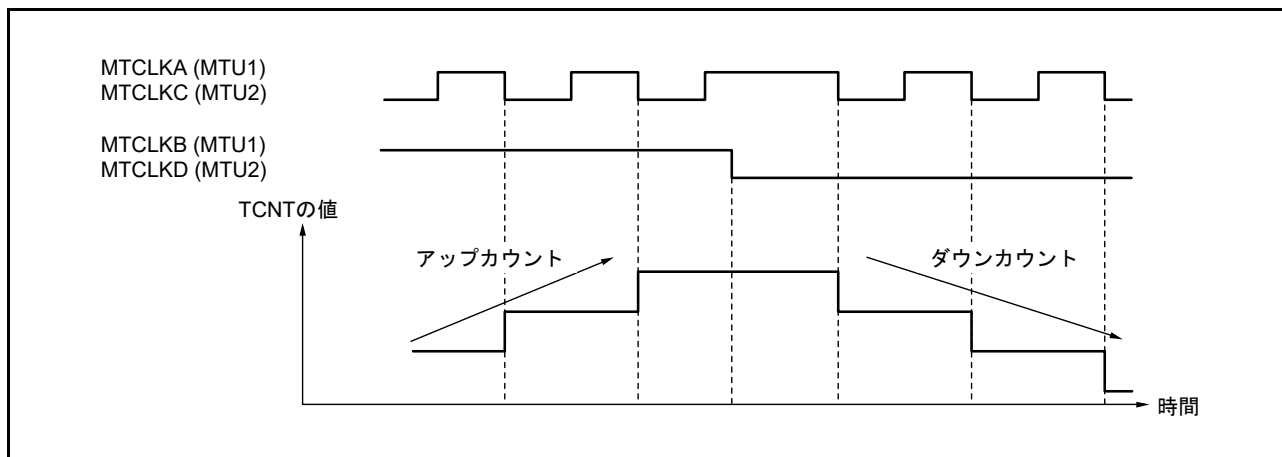 MTCLKA (MTU1)
MTCLKC (MTU2)
MTCLKB (MTU1)
MTCLKD (MTU2)
TCNTの値
アップカウント
ダウンカウント
時間